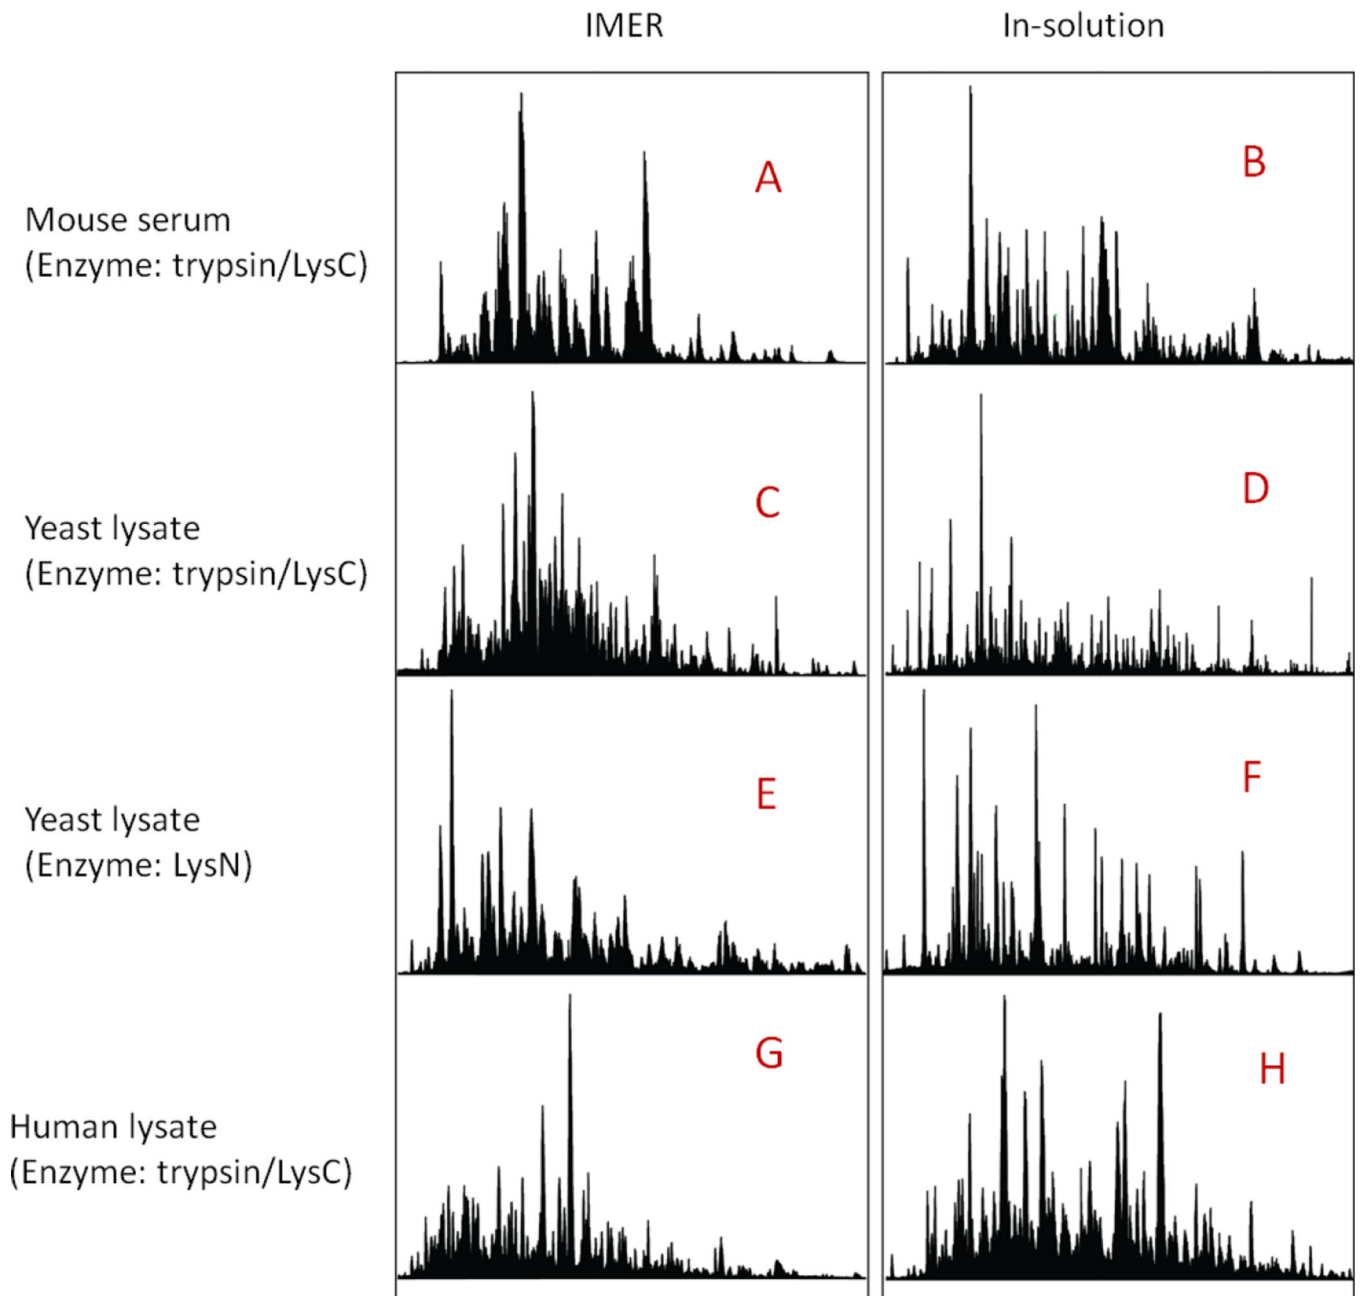 IMER
In-solution
Mouse serum
(Enzyme: trypsin/LysC)
A
B
Yeast lysate
(Enzyme: trypsin/LysC)
C
D
Yeast lysate
(Enzyme: LysN)
E
F
Human lysate
(Enzyme: trypsin/LysC)
G
H